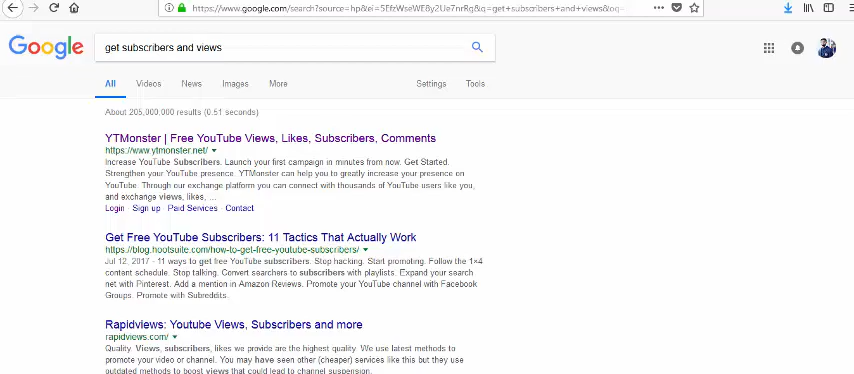 https://www.google.com/search?source=hp&ei=5EfzWseWE8y2Ue7nrRg&q=get+subscribers+and+views&oq=
Google
get subscribers and views
All Videos News Images More Settings Tools
About 205,000,000 results (0.51 seconds)
YTMonster | Free YouTube Views, Likes, Subscribers, Comments
https://www.ytmonster.net/
Increase YouTube Subscribers. Launch your first campaign in minutes from now. Get Started.
Strengthen your YouTube presence. YTMonster can help you to greatly increase your presence on
YouTube. Through our exchange platform you can connect with thousands of YouTube users like you,
and exchange views, likes, ...
Login · Sign up · Paid Services · Contact
Get Free YouTube Subscribers: 11 Tactics That Actually Work
https://blog.hootsuite.com/how-to-get-free-youtube-subscribers/
Jul 12, 2017 - 11 ways to get free YouTube subscribers. Stop hacking. Start promoting. Follow the 1×4
content schedule. Stop talking. Convert searchers to subscribers with playlists. Expand your search
net with Pinterest. Add a mention in Amazon Reviews. Promote your YouTube channel with Facebook
Groups. Promote with Subreddits.
Rapidviews: Youtube Views, Subscribers and more
rapidviews.com/
Quality. Views, subscribers, likes we provide are the highest quality. We use latest methods to
promote your video or channel. You may have seen other (cheaper) services like this but they use
outdated methods to boost views that could lead to channel suspension.